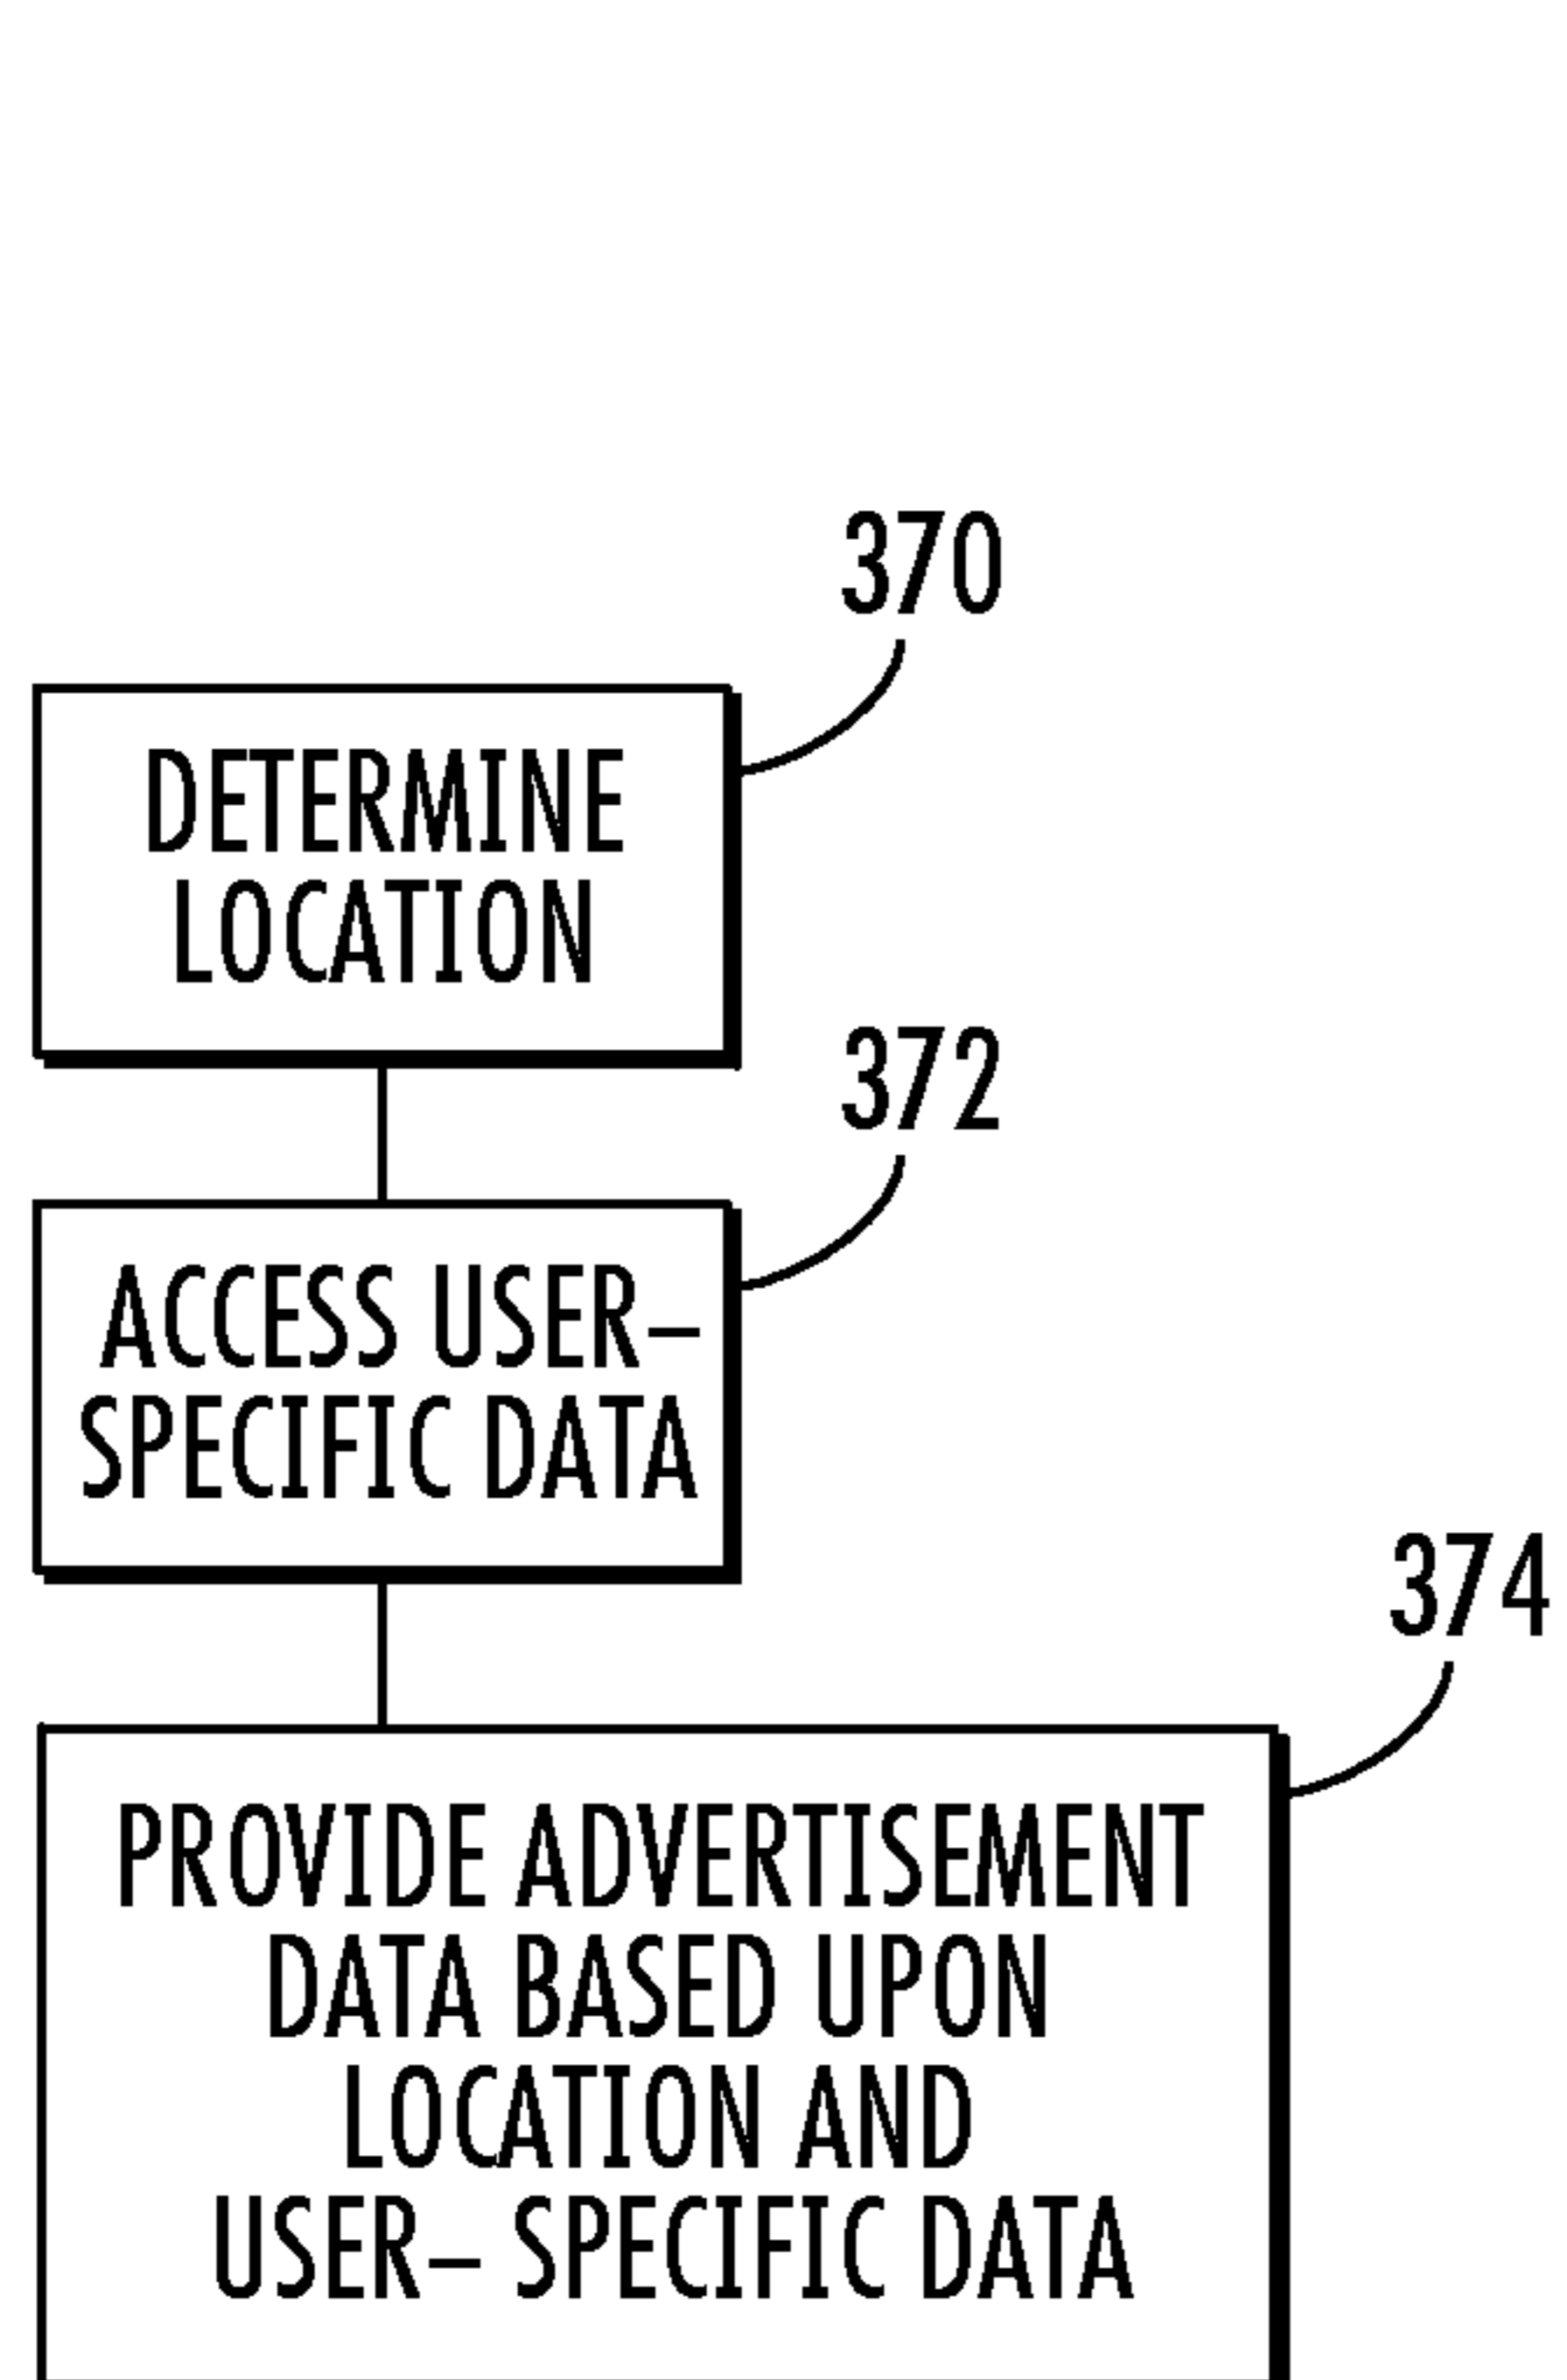 370
DETERMINE
LOCATION
372
ACCESS USER–
SPECIFIC DATA
374
PROVIDE ADVERTISEMENT
DATA BASED UPON
LOCATION AND
USER– SPECIFIC DATA